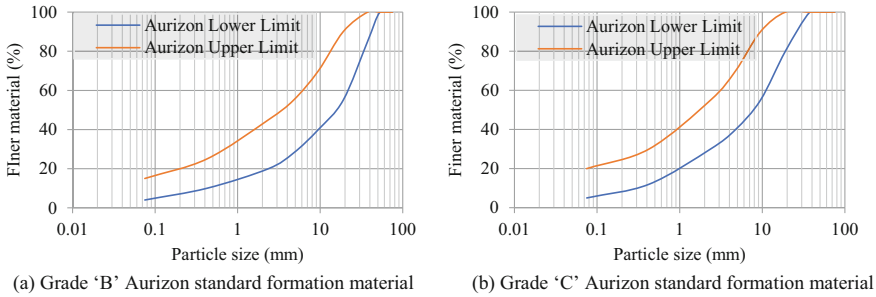 100
80
60
40
20
0
FIner material (%)
Aurizon Lower Limit
Aurizon Upper Limit
0.01
0.1
1
10
100
Particle size (mm)
(a) Grade ‘B’ Aurizon standard formation material
100
80
60
40
20
0
Finer material (%)
Aurizon Lower Limit
Aurizon Upper Limit
0.01
0.1
1
10
100
Particle size (mm)
(b) Grade ‘C’ Aurizon standard formation material